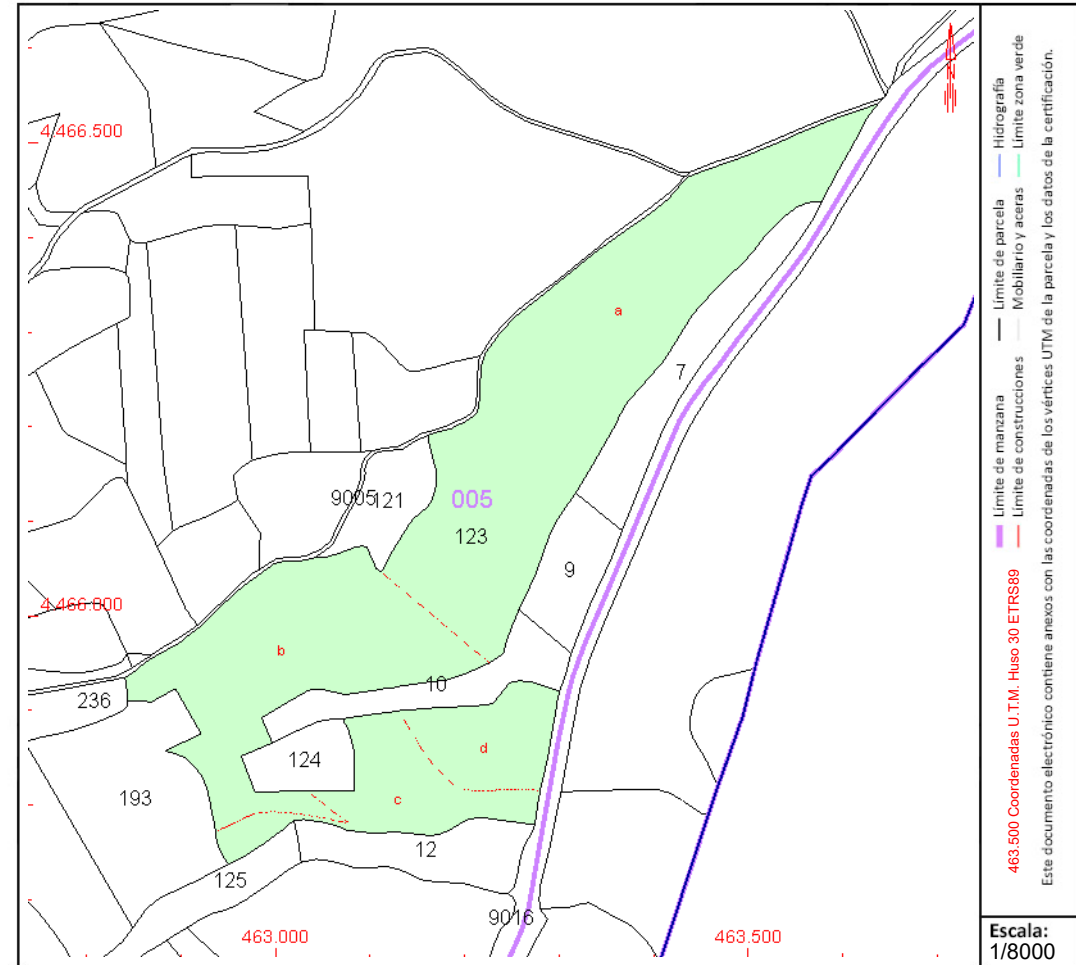 4.466.500
N
a
7
9005
121
005
123
9
4.466.000
b
10
236
124
d
193
c
12
125
9016
463.000
463.500
Hidrografía
Límite zona verde
Límite de parcela
Mobiliario y aceras
Límite de manzana
Límite de construcciones
463.500 Coordenadas U.T.M. Huso 30 ETRS89
Este documento electrónico contiene anexos con las coordenadas de los vértices UTM de la parcela y los datos de la certificación.
Escala:
1/8000